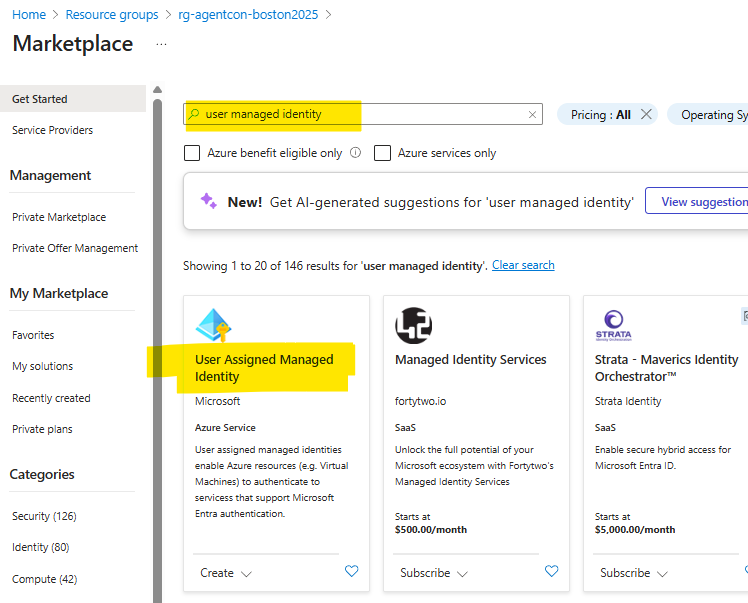 Home > Resource groups > rg-agentcon-boston2025 >
Marketplace ...
Get Started
Service Providers
Management
Private Marketplace
Private Offer Management
My Marketplace
Favorites
My solutions
Recently created
Private plans
Categories
Security (126)
Identity (80)
Compute (42)
user managed identity
Pricing : All
Operating Sy
Azure benefit eligible only
Azure services only
New! Get AI-generated suggestions for 'user managed identity'
View suggestion
Showing 1 to 20 of 146 results for 'user managed identity'. Clear search
User Assigned Managed
Identity
Microsoft
Azure Service
User assigned managed identities
enable Azure resources (e.g. Virtual
Machines) to authenticate to
servicess that support Microsoft
Entra authentication.
Create
42
Managed Identity Services
fortytwo.io
SaaS
Unlock the full potential of your
Microsoft ecosystem with Fortytwo's
Managed Identity Services
Starts at
$500.00/month
Subscribe
STRATA
Strata - Maverics Identity
Orchestrator™
Strata Identity
SaaS
Enable secure hybrid access for
Microsoft Entra ID.
Starts at
$5,000.00/month
Subscribe